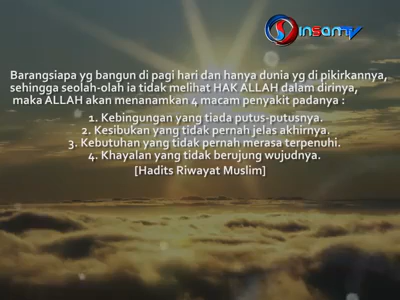 insanTV
Barangsiapa yg bangun di pagi hari dan hanya dunia yg di pikirkannya,
sehingga seolah-olah ia tidak melihat HAK ALLAH dalam dirinya,
maka ALLAH akan menanamkan 4 macam penyakit padanya :
1. Kebingungan yang tiada putus-putusnya.
2. Kesibukan yang tidak pernah jelas akhirnya.
3. Kebutuhan yang tidak pernah merasa terpenuhi.
4. Khayalan yang tidak berujung wujudnya.
[Hadits Riwayat Muslim]